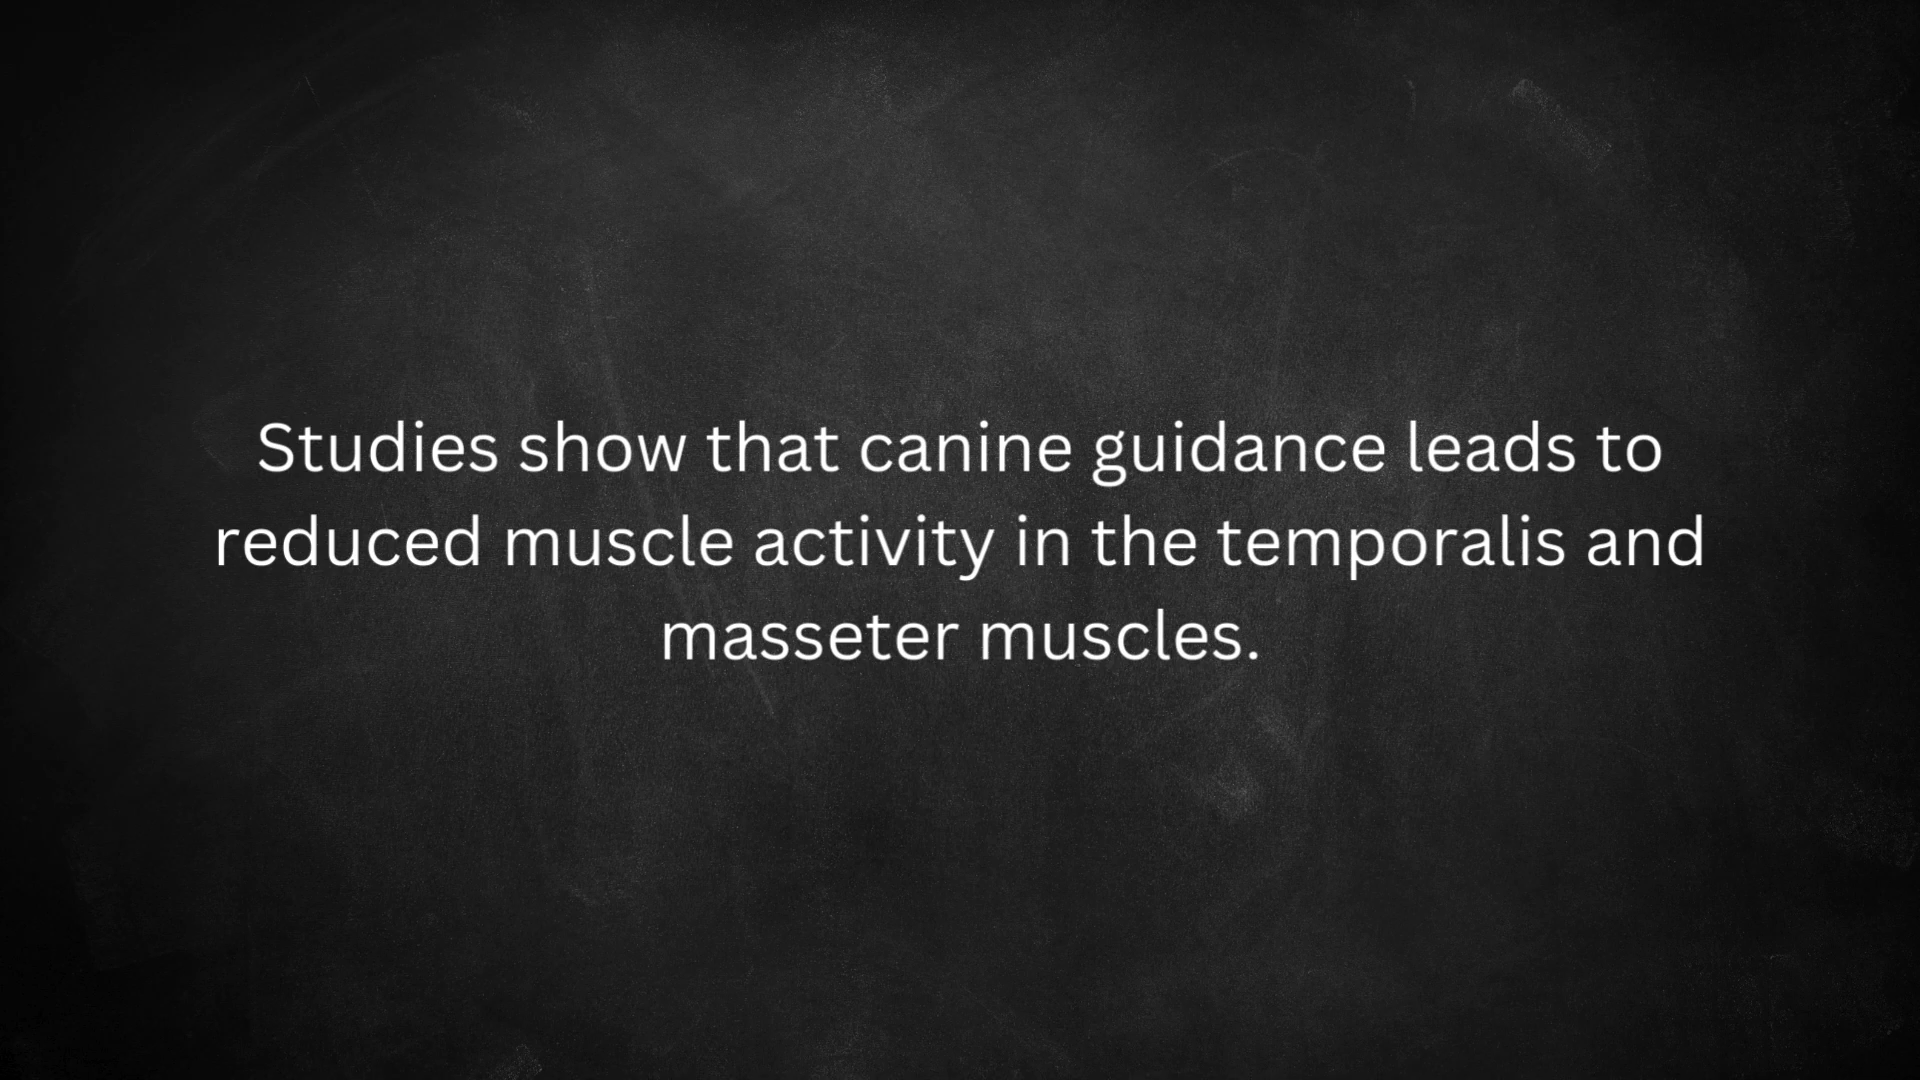 Studies show that canine guidance leads to
reduced muscle activity in the temporalis and
masseter muscles.